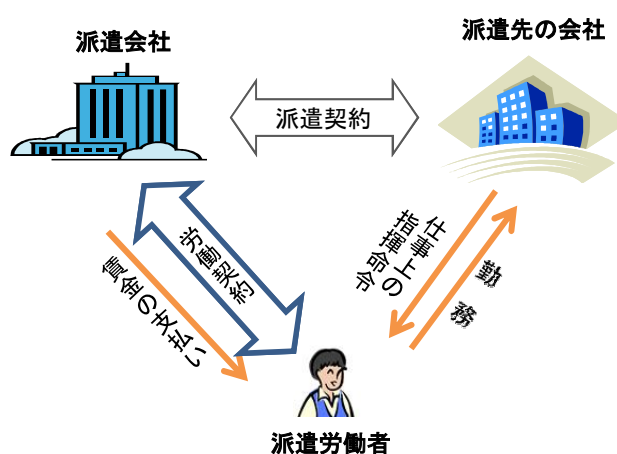 派遣会社
派遣先の会社
派遣契約
労働契約
賃金の支払い
仕事上の
指揮命令
勤務
派遣労働者